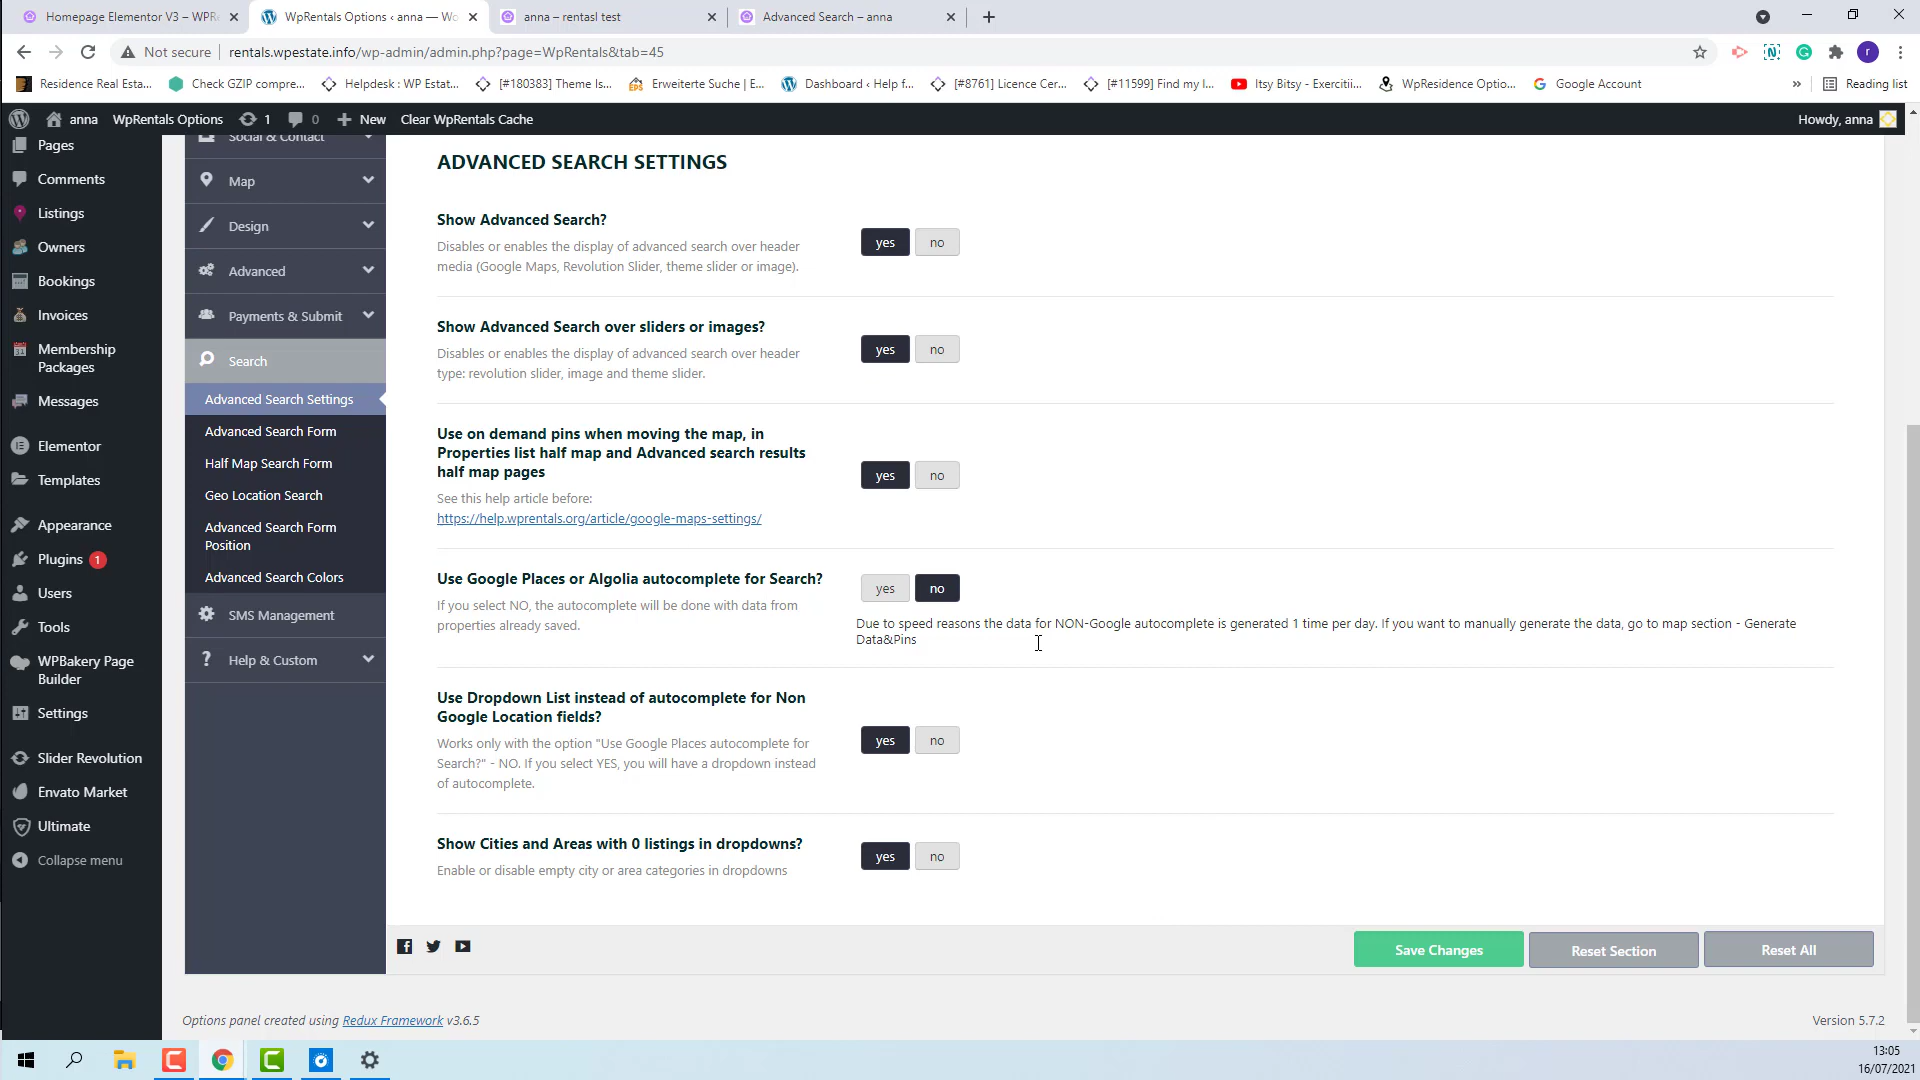 Homepage Elementor V3 – WPRe
WpRentals Options ‹ anna — Wo
anna – rentasl test
Advanced Search – anna
Not secure
rentals.wpestate.info/wp-admin/admin.php?page=WpRentals&tab=45
Residence Real Esta...
Check GZIP compre...
Helpdesk : WP Estat...
[#180383] Theme Is...
Erweiterte Suche | E...
Dashboard ‹ Help f...
[#8761] Licence Cer...
[#11599] Find my l...
Itsy Bitsy - Exercitii...
WpResidence Optio...
Google Account
Reading list
anna
WpRentals Options
1
0
New
Clear WpRentals Cache
Howdy, anna
Pages
Comments
Listings
Owners
Bookings
Invoices
Membership
Packages
Messages
Elementor
Templates
Appearance
Plugins 1
Users
Tools
WPBakery Page
Builder
Settings
Slider Revolution
Envato Market
Ultimate
Collapse menu
Social & Contact
Map
Design
Advanced
Payments & Submit
Search
Advanced Search Settings
Advanced Search Form
Half Map Search Form
Geo Location Search
Advanced Search Form
Position
Advanced Search Colors
SMS Management
Help & Custom
ADVANCED SEARCH SETTINGS
Show Advanced Search?
Disables or enables the display of advanced search over header
media (Google Maps, Revolution Slider, theme slider or image).
yes no
Show Advanced Search over sliders or images?
Disables or enables the display of advanced search over header
type: revolution slider, image and theme slider.
yes no
Use on demand pins when moving the map, in
Properties list half map and Advanced search results
half map pages
See this help article before:
https://help.wprentals.org/article/google-maps-settings/
yes no
Use Google Places or Algolia autocomplete for Search?
If you select NO, the autocomplete will be done with data from
properties already saved.
yes no
Due to speed reasons the data for NON-Google autocomplete is generated 1 time per day. If you want to manually generate the data, go to map section - Generate
Data&Pins
Use Dropdown List instead of autocomplete for Non
Google Location fields?
Works only with the option "Use Google Places autocomplete for
Search?" - NO. If you select YES, you will have a dropdown instead
of autocomplete.
yes no
Show Cities and Areas with 0 listings in dropdowns?
Enable or disable empty city or area categories in dropdowns
yes no
Save Changes
Reset Section
Reset All
Options panel created using Redux Framework v3.6.5
Version 5.7.2
13:05
16/07/2021